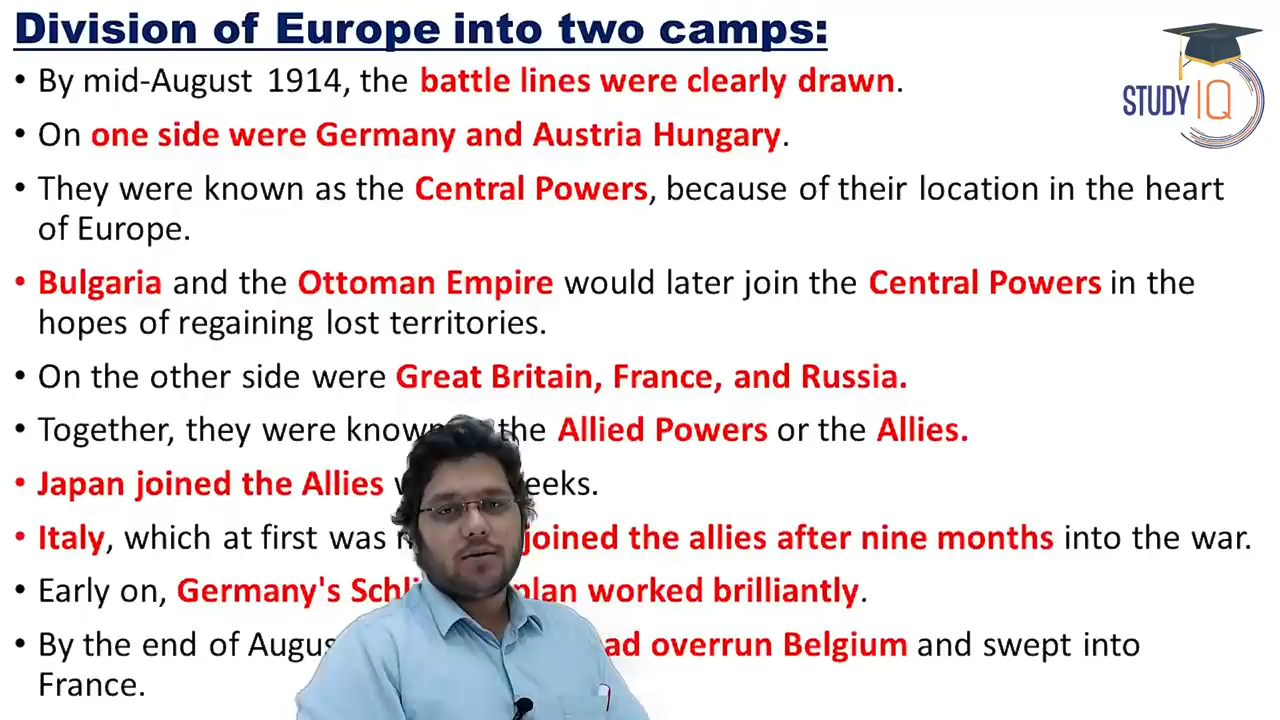 Division of Europe into two camps:
• By mid-August 1914, the battle lines were clearly drawn.
STUDY IQ
• On one side were Germany and Austria Hungary.
• They were known as the Central Powers, because of their location in the heart
of Europe.
• Bulgaria and the Ottoman Empire would later join the Central Powers in the
hopes of regaining lost territories.
• On the other side were Great Britain, France, and Russia.
• Together, they were known the Allied Powers or the Allies.
• Japan joined the Allies
• Italy, which at first was joined the allies after nine months into the war.
• Early on, Germany's plan worked brilliantly.
• By the end of overrun Belgium and swept into
France.